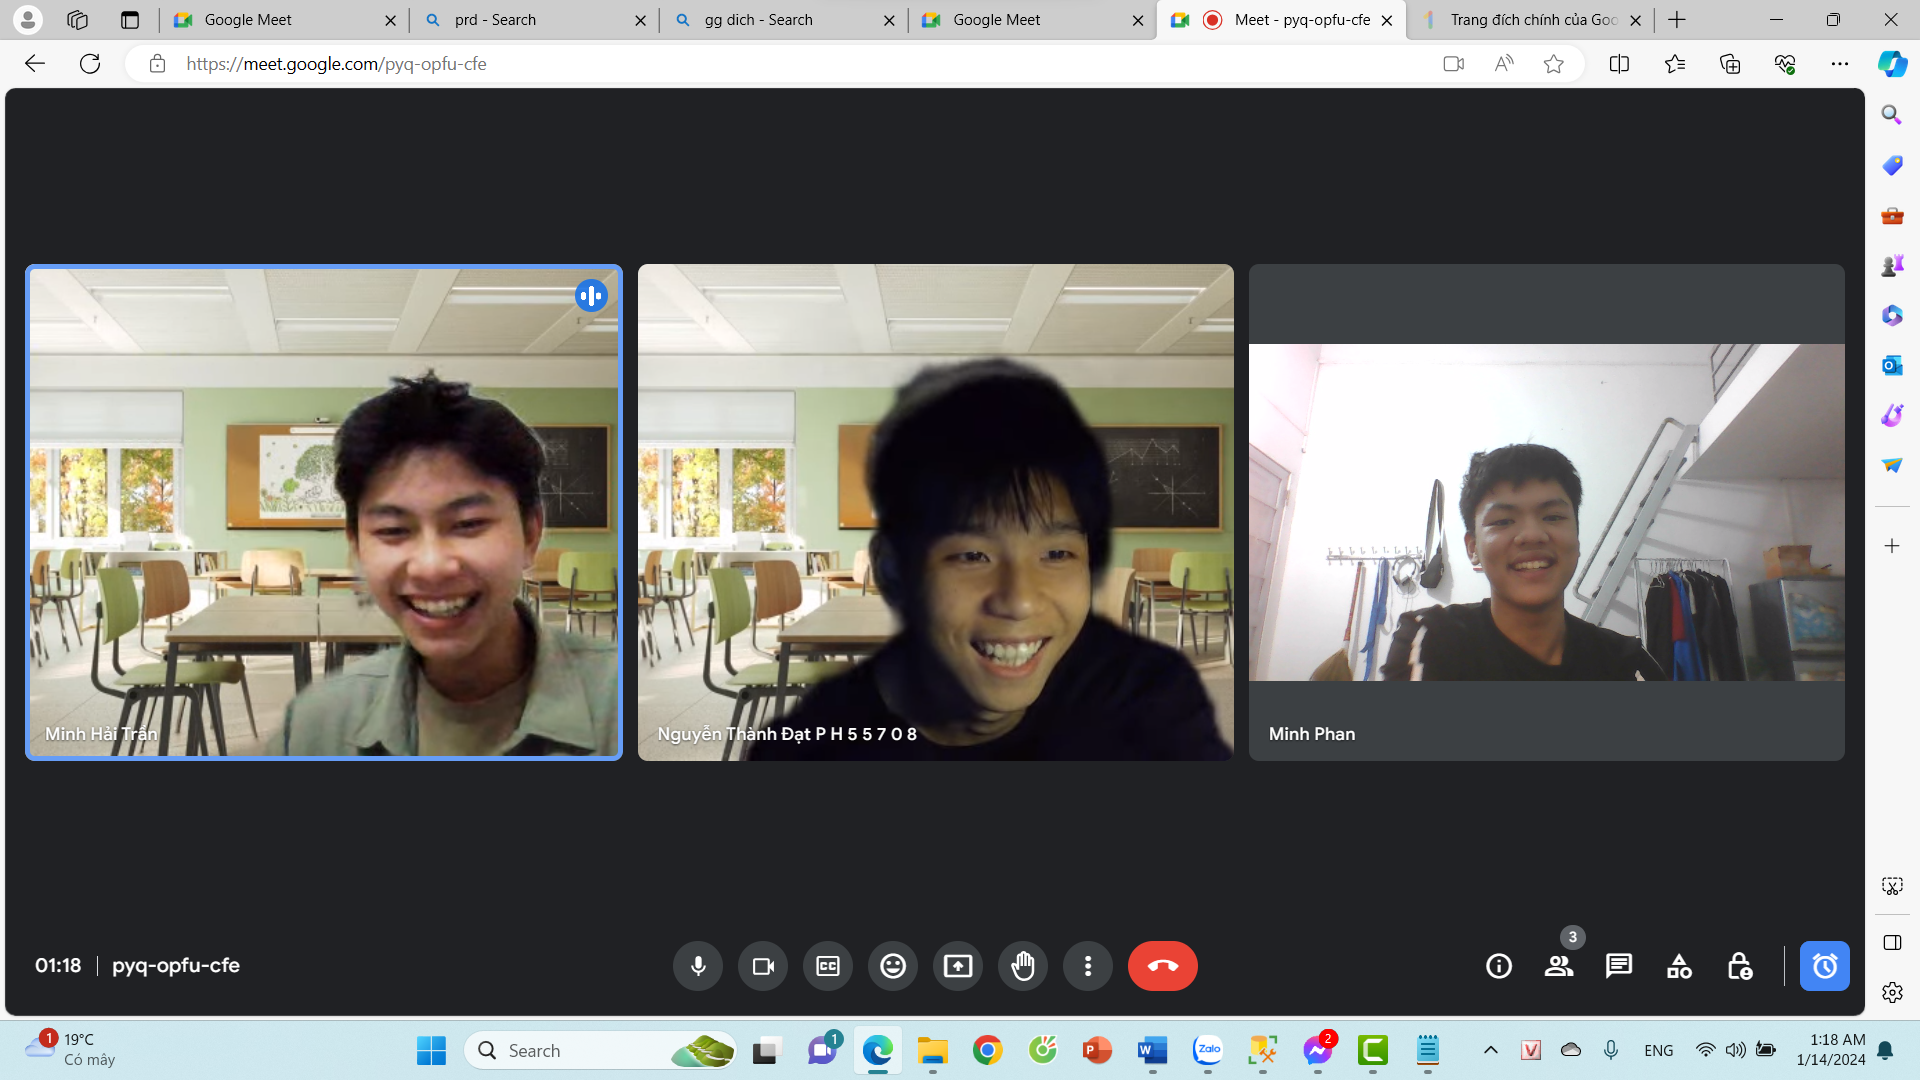 Google Meet
prd - Search
gg dich - Search
Google Meet
Meet - pyq-opfu-cfe
Trang đích chính của Goo
https://meet.google.com/pyq-opfu-cfe
Minh Hải Trần
Nguyễn Thành Đạt P H 5 5 7 0 8
Minh Phan
01:18
pyq-opfu-cfe
CC
3
1
19°C
Có mây
Search
1
Zalo
2
ENG
1:18 AM
1/14/2024